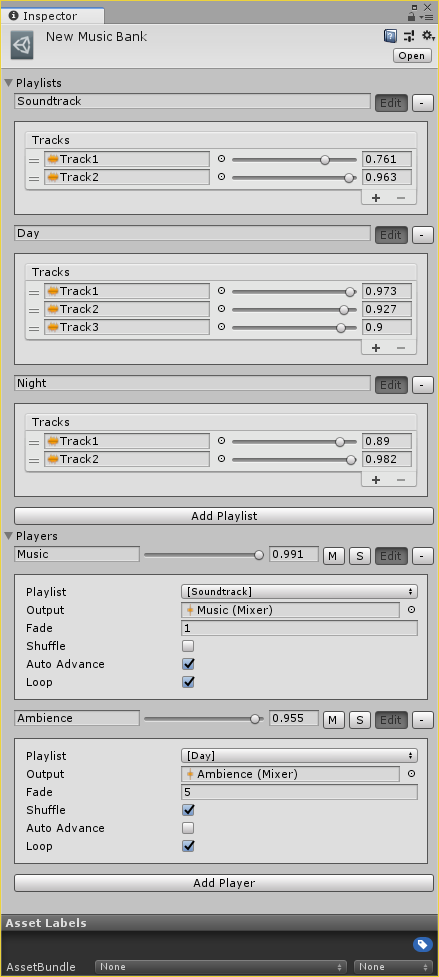 Inspector
New Music Bank
Open
Playlists
Soundtrack Edit -
Tracks
Track1 0.761
Track2 0.963
+ −
Day Edit -
Tracks
Track1 0.973
Track2 0.927
Track3 0.9
+ −
Night Edit -
Tracks
Track1 0.89
Track2 0.982
+ −
Add Playlist
Players
Music 0.991 M S Edit -
Playlist [Soundtrack]
Output Music (Mixer)
Fade 1
Shuffle
Auto Advance
Loop
Ambience 0.955 M S Edit -
Playlist [Day]
Output Ambience (Mixer)
Fade 5
Shuffle
Auto Advance
Loop
Add Player
Asset Labels
AssetBundle None None